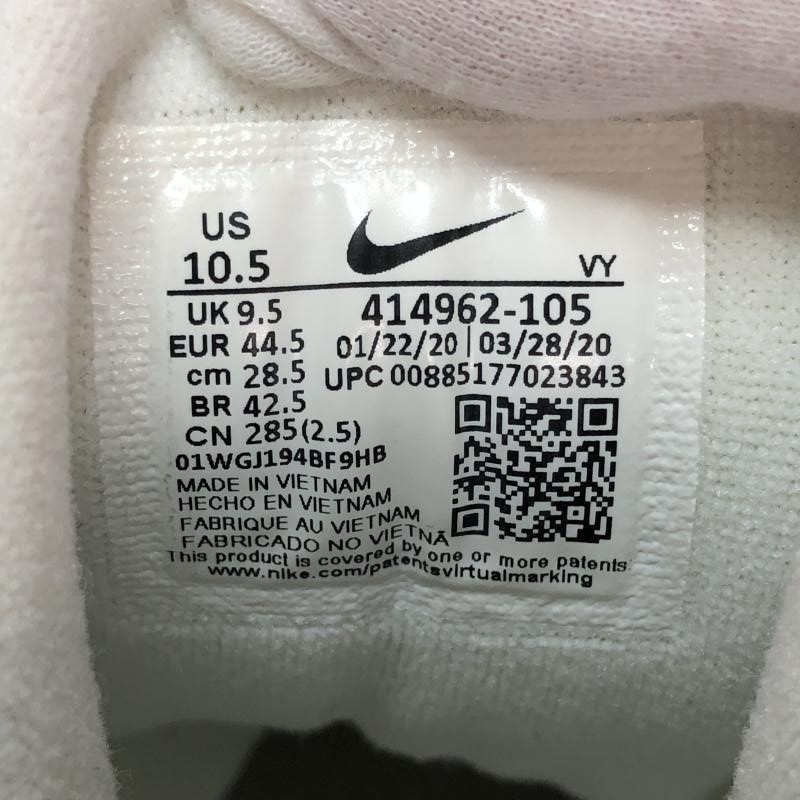 US
10.5
VY
UK 9.5
414962-105
EUR 44.5
01/22/20 | 03/28/20
cm 28.5
UPC 00885177023843
BR 42.5
CN 285(2.5)
01WGJ194BF9HB
MADE IN VIETNAM
HECHO EN VIETNAM
FABRIQUE AU VIETNAM
FABRICADO NO VIETNÃ
This product is covered by one or more patents:
www.nike.com/patentsvirtualmarking